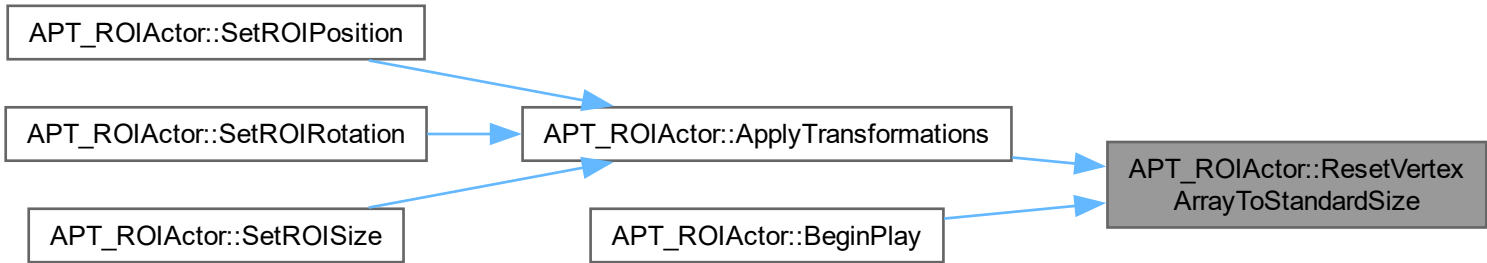 APT_ROIActor::SetROIPosition
APT_ROIActor::SetROIRotation
APT_ROIActor::SetROISize
APT_ROIActor::ApplyTransformations
APT_ROIActor::BeginPlay
APT_ROIActor::ResetVertex
ArrayToStandardSize